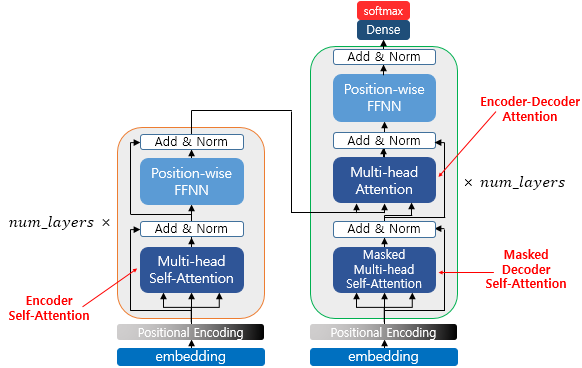 softmax
Dense
Add & Norm
Position-wise
FFNN
Add & Norm
Multi-head
Attention
Add & Norm
Masked
Multi-head
Self-Attention
Positional Encoding
embedding
Encoder-Decoder
Attention
× num_layers
Masked
Decoder
Self-Attention
Add & Norm
Position-wise
FFNN
num_layers ×
Add & Norm
Multi-head
Self-Attention
Encoder
Self-Attention
Positional Encoding
embedding